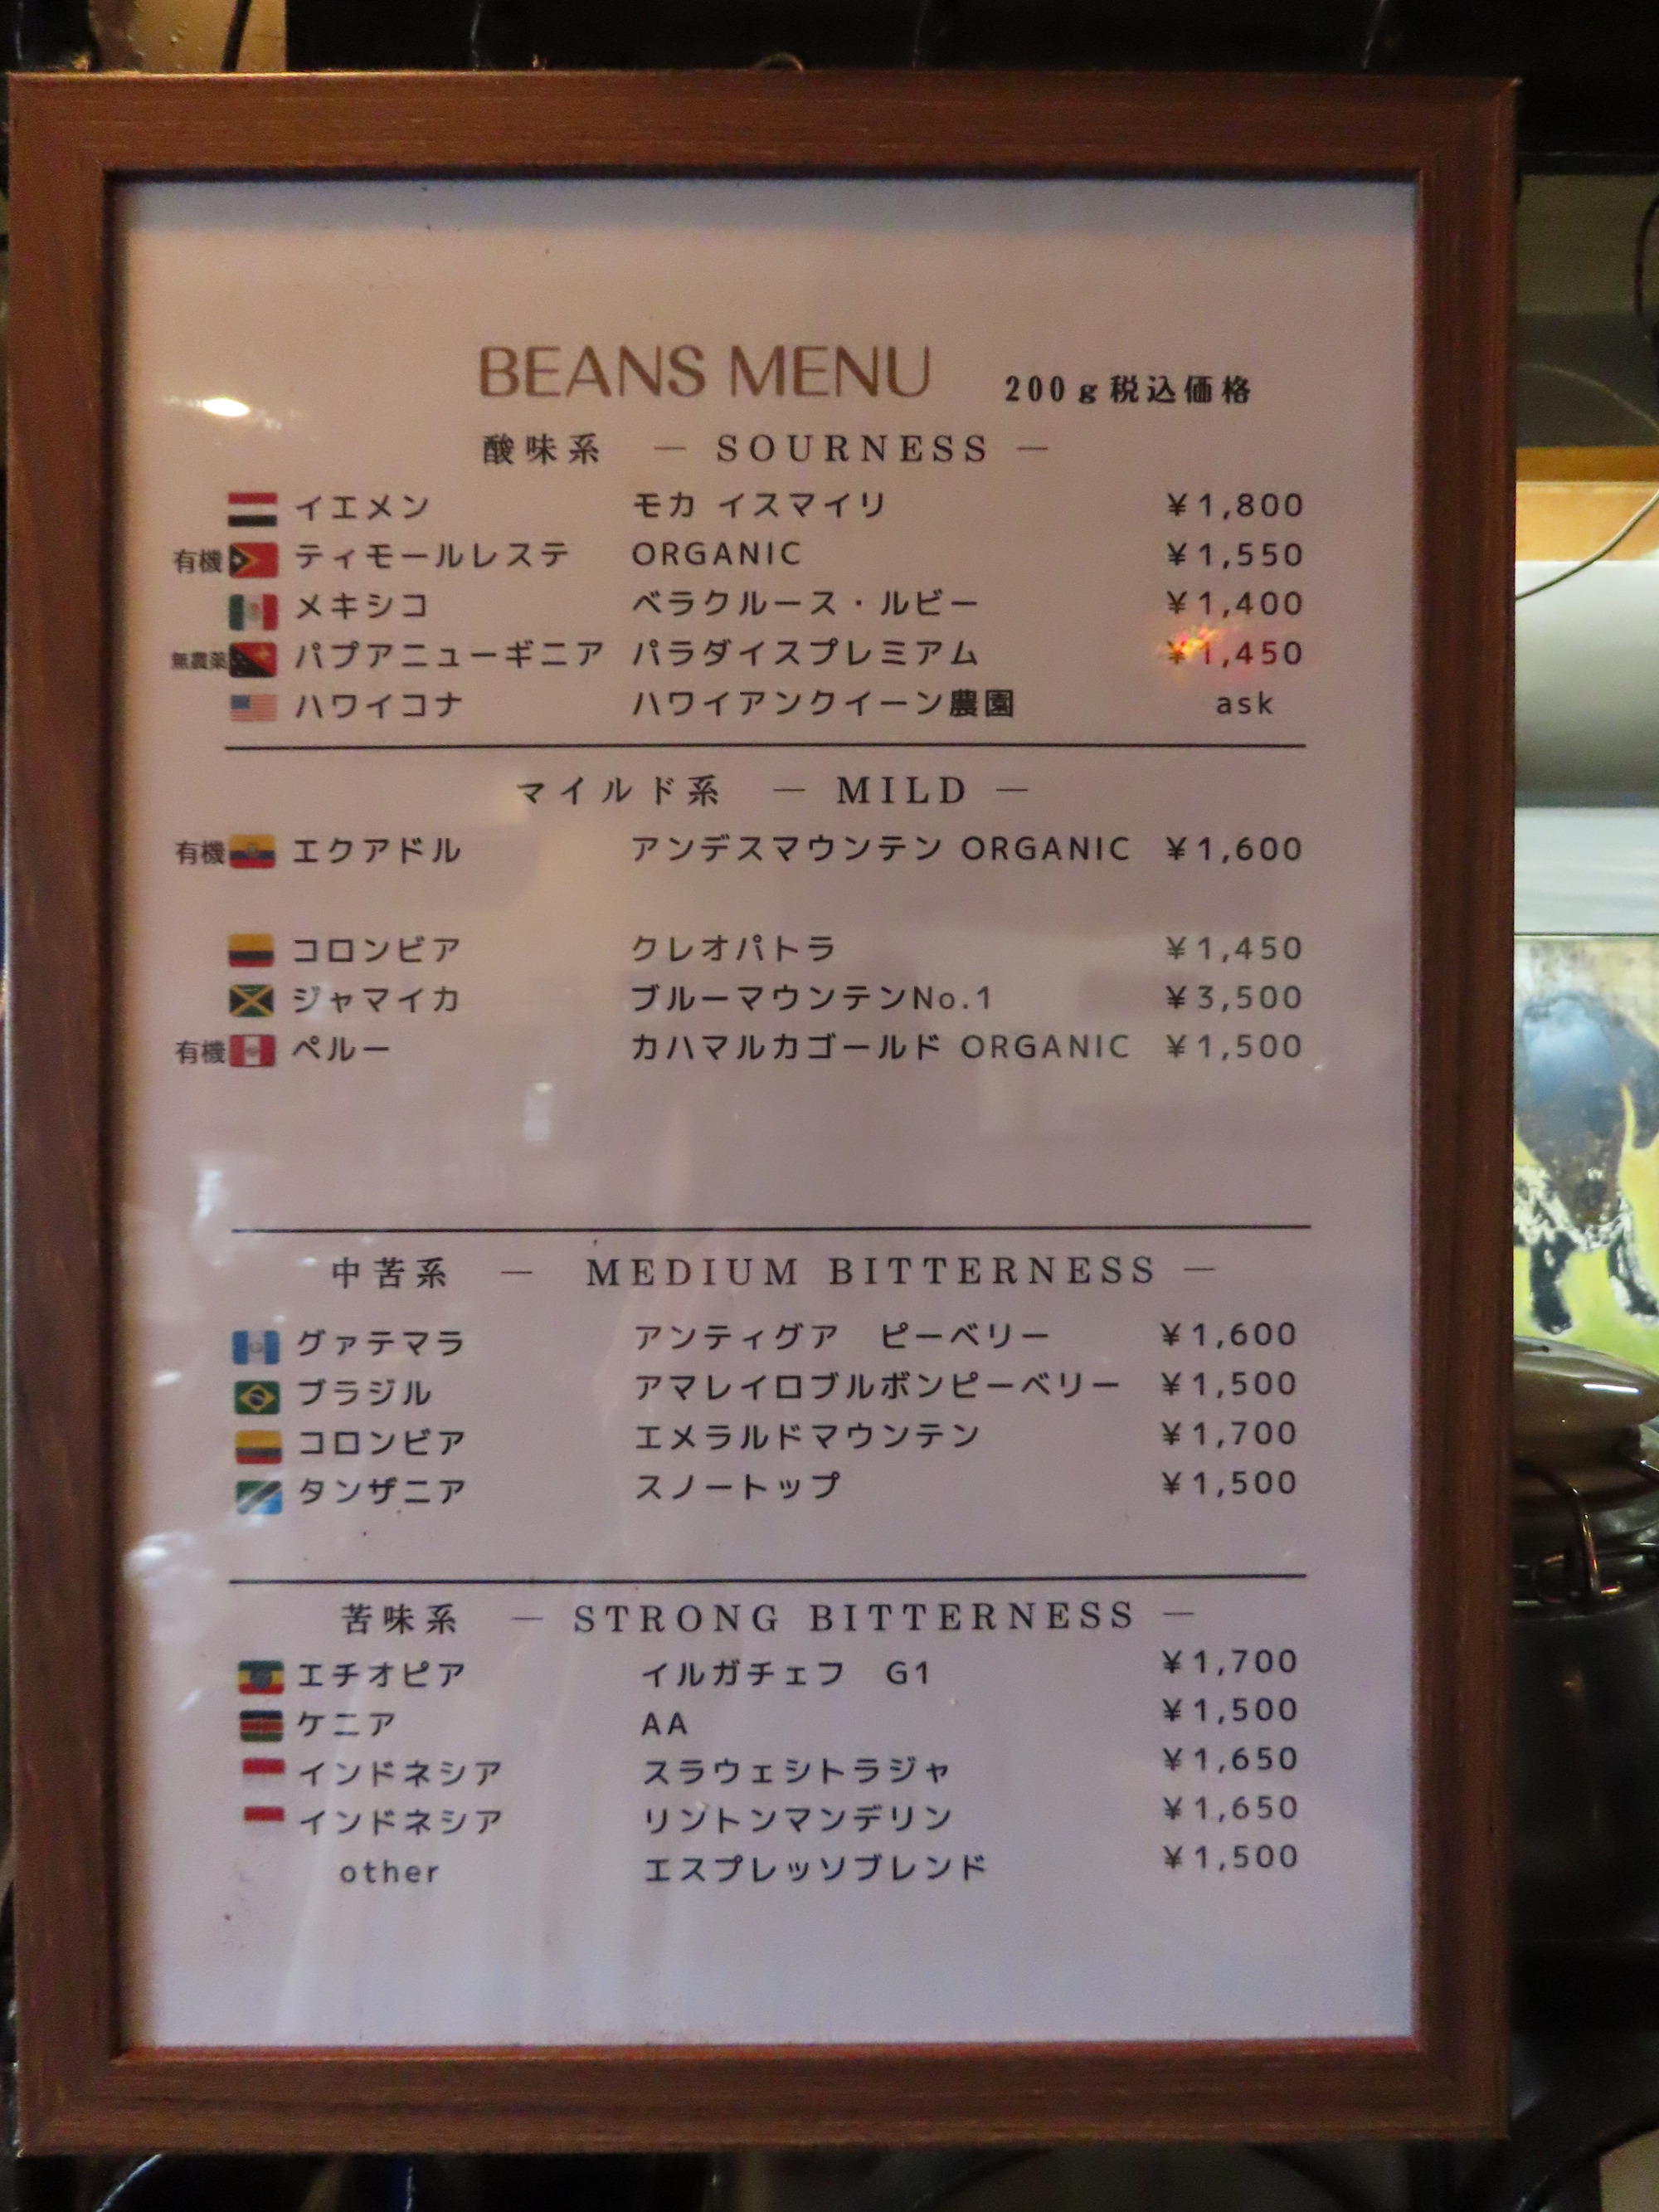 BEANS MENU 200g税込価格
酸味系 — SOURNESS —
イエメン モカ イスマイリ ¥1,800
有機 ティモールレステ ORGANIC ¥1,550
メキシコ ベラクルース・ルビー ¥1,400
無農薬 パプアニューギニア パラダイスプレミアム ¥1,450
ハワイコナ ハワイアンクイーン農園 ask
マイルド系 — MILD —
有機 エクアドル アンデスマウンテン ORGANIC ¥1,600
コロンビア クレオパトラ ¥1,450
ジャマイカ ブルーマウンテンNo.1 ¥3,500
有機 ペルー カハマルカゴールド ORGANIC ¥1,500
中苦系 — MEDIUM BITTERNESS —
グァテマラ アンティグア ピーベリー ¥1,600
ブラジル アマレイロブルボンピーベリー ¥1,500
コロンビア エメラルドマウンテン ¥1,700
タンザニア スノートップ ¥1,500
苦味系 — STRONG BITTERNESS —
エチオピア イルガチェフ G1 ¥1,700
ケニア AA ¥1,500
インドネシア スラウェシトラジャ ¥1,650
インドネシア リントンマンデリン ¥1,650
other エスプレッソブレンド ¥1,500